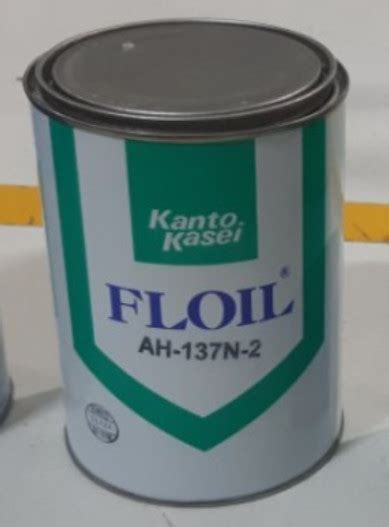 Kanto
Kasei
FLOIL®
AH-137N-2